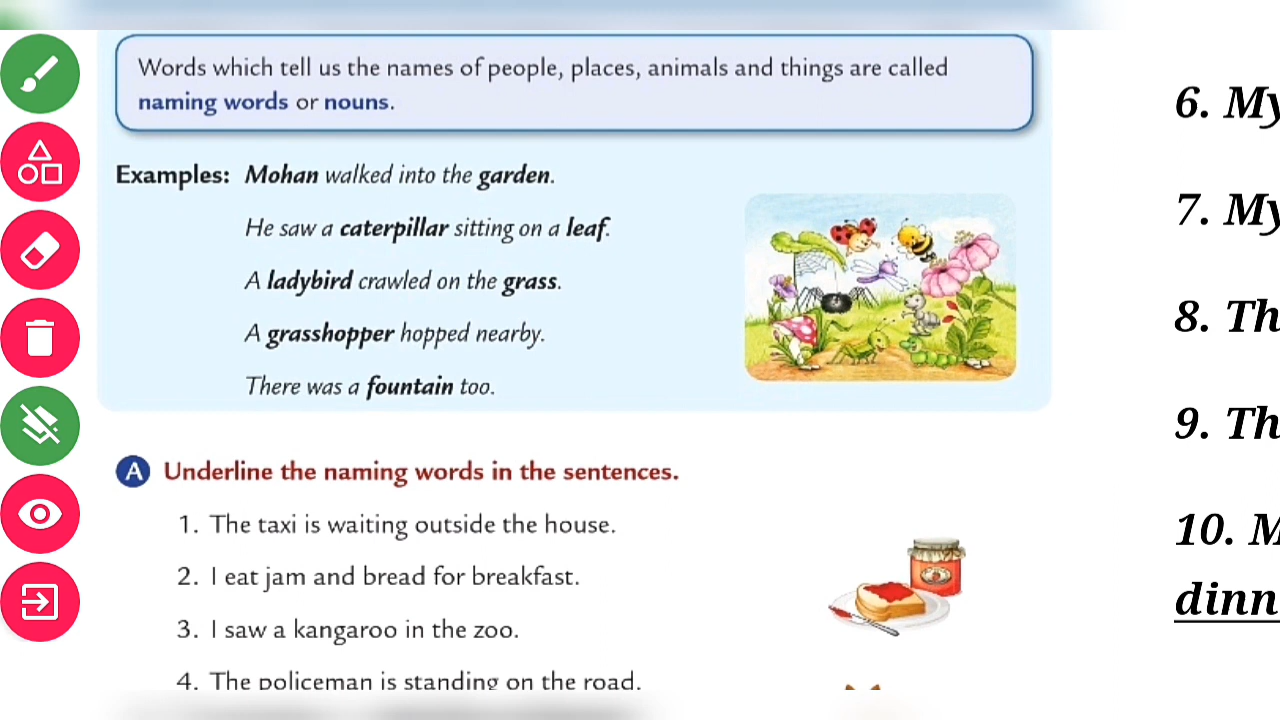 Words which tell us the names of people, places, animals and things are called
naming words or nouns.
Examples: Mohan walked into the garden.
He saw a caterpillar sitting on a leaf.
A ladybird crawled on the grass.
A grasshopper hopped nearby.
There was a fountain too.
A Underline the naming words in the sentences.
1. The taxi is waiting outside the house.
2. I eat jam and bread for breakfast.
3. I saw a kangaroo in the zoo.
4. The policeman is standing on the road.
6. My
7. My
8. Th
9. Th
10. M
dinn